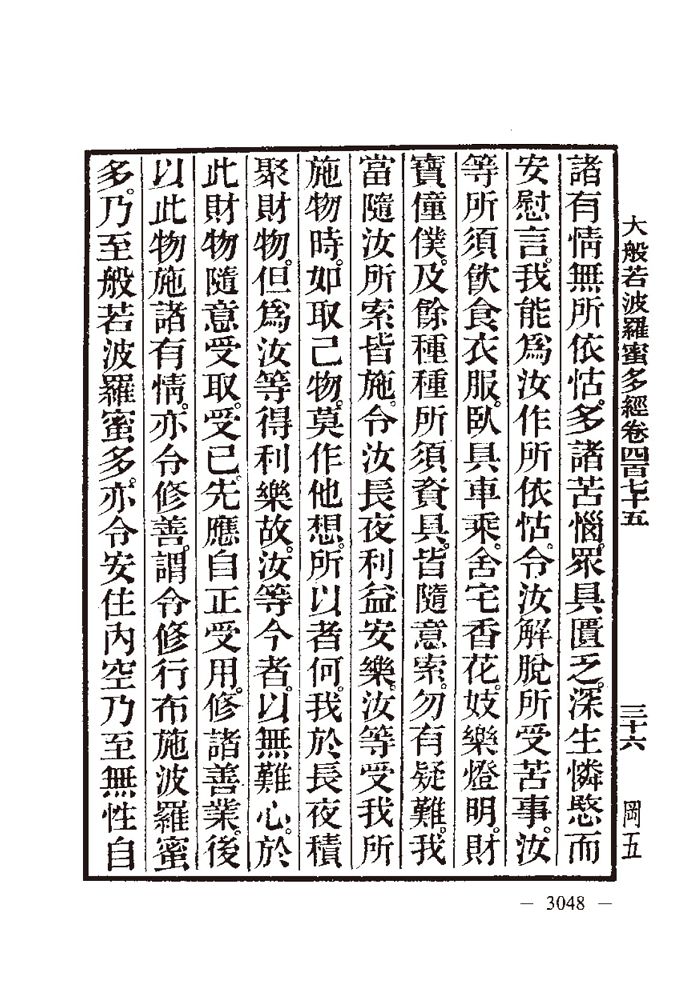 大般若波羅蜜多經卷四百七十五 三十六 岡五
諸有情無所依怙。多諸苦惱。眾具匱乏。深生憐愍而
安慰言。我能為汝作所依怙。令汝解脫所受苦事。汝
等所須飲食。衣服。臥具車乘。舍宅香花。妓樂燈明。財
寶僮僕。及餘種種所須資具。皆隨意索。勿有疑難。我
當隨汝所索皆施。令汝長夜利益安樂。汝等受我所
施物時。如取己物。莫作他想。所以者何。我於長夜積
聚財物。但爲汝等得利樂故。汝等今者。以無難心。於
此財物隨意受取。受已。先應自正受用。修諸善業。後
以此物施諸有情。亦令修善。謂令修行布施波羅蜜
多。乃至般若波羅蜜多。亦令安住內空乃至無性自
— 3048 —